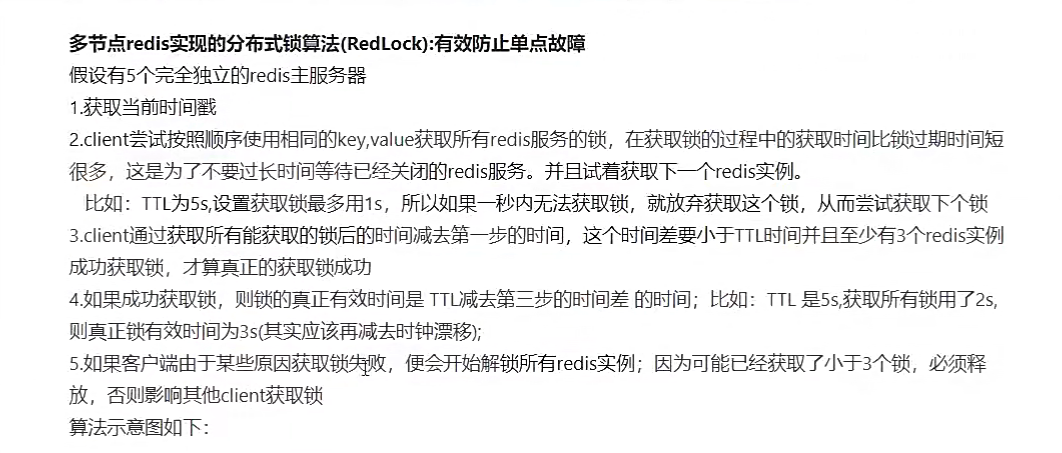 多节点redis实现的分布式锁算法(RedLock):有效防止单点故障
假设有5个完全独立的redis主服务器
1.获取当前时间戳
2.client尝试按照顺序使用相同的key,value获取所有redis服务的锁，在获取锁的过程中的获取时间比锁过期时间短
很多，这是为了不要过长时间等待已经关闭的redis服务。并且试着获取下一个redis实例。
比如：TTL为5s,设置获取锁最多用1s，所以如果一秒内无法获取锁，就放弃获取这个锁，从而尝试获取下个锁
3.client通过获取所有能获取的锁后的时间减去第一步的时间，这个时间差要小于TTL时间并且至少有3个redis实例
成功获取锁，才算真正的获取锁成功
4.如果成功获取锁，则锁的真正有效时间是 TTL减去第三步的时间差 的时间；比如：TTL 是5s,获取所有锁用了2s,
则真正锁有效时间为3s(其实应该再减去时钟漂移);
5.如果客户端由于某些原因获取锁失败，便会开始解锁所有redis实例；因为可能已经获取了小于3个锁，必须释
放，否则影响其他client获取锁
算法示意图如下：